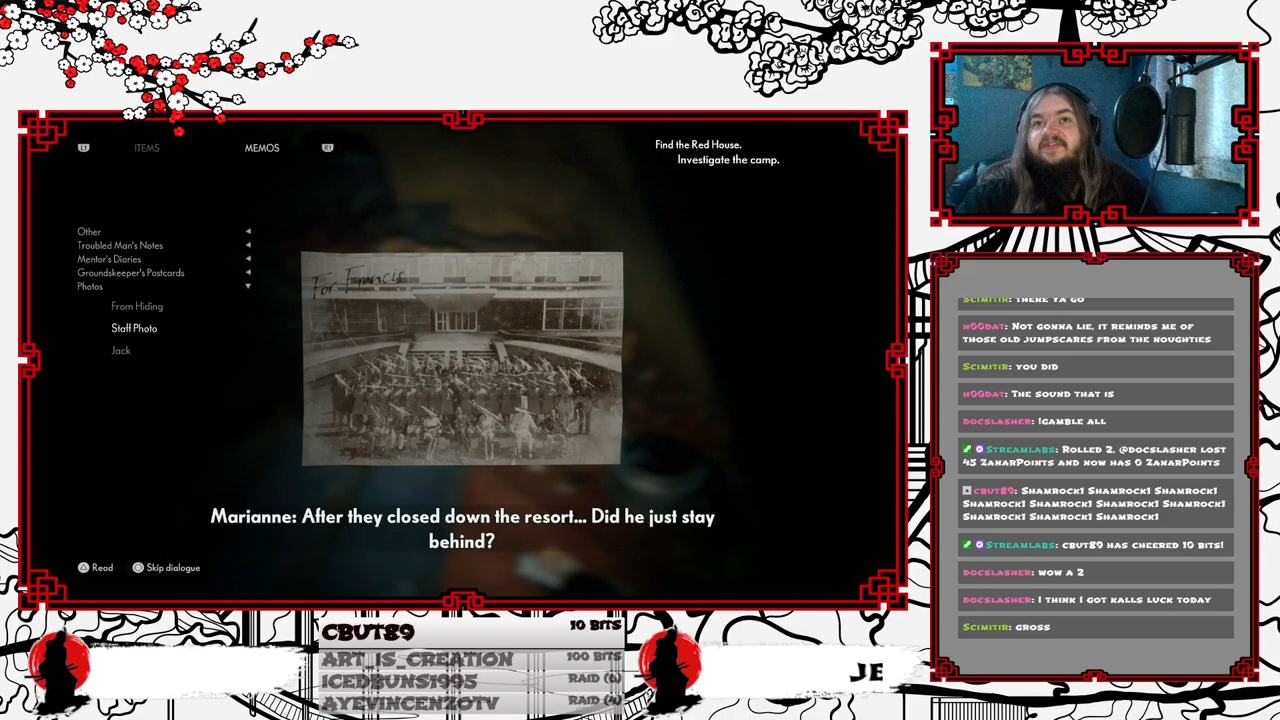 L1
ITEMS
MEMOS
R1
Find the Red House.
Investigate the camp.
Other
Troubled Man's Notes
Mentor's Diaries
Groundskeeper's Postcards
Photos
From Hiding
Staff Photo
Jack
For Francis
Marianne: After they closed down the resort... Did he just stay
behind?
Read
Skip dialogue
Scimitir: there ya go
h00dat: Not gonna lie, it reminds me of
those old jumpscares from the noughties
Scimitir: you did
h00dat: The sound that is
docslasher: !gamble all
Streamlabs: Rolled 2, @docslasher lost
45 ZanarPoints and now has 0 ZanarPoints
cbut89: Shamrock1 Shamrock1 Shamrock1
Shamrock1 Shamrock1 Shamrock1 Shamrock1
Shamrock1 Shamrock1 Shamrock1
Streamlabs: cbut89 has cheered 10 bits!
docslasher: wow a 2
docslasher: I think i got kalls luck today
Scimitir: gross
CBUT89 10 BITS
ART_IS_CREATION 100 BITS
ICEDBUNS1995 RAID (6)
AYEVINCENZOTV RAID (4)
JE